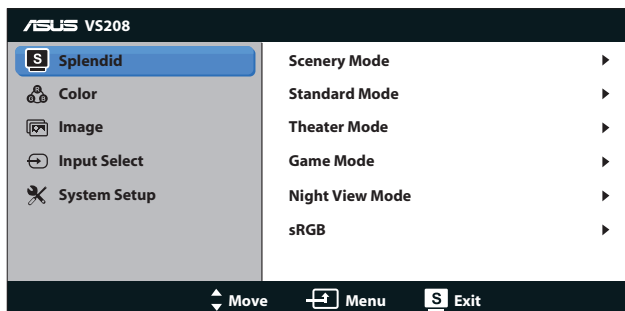 ASUS VS208
S Splendid
Color
Image
Input Select
System Setup
Scenery Mode
Standard Mode
Theater Mode
Game Mode
Night View Mode
sRGB
Move Menu S Exit